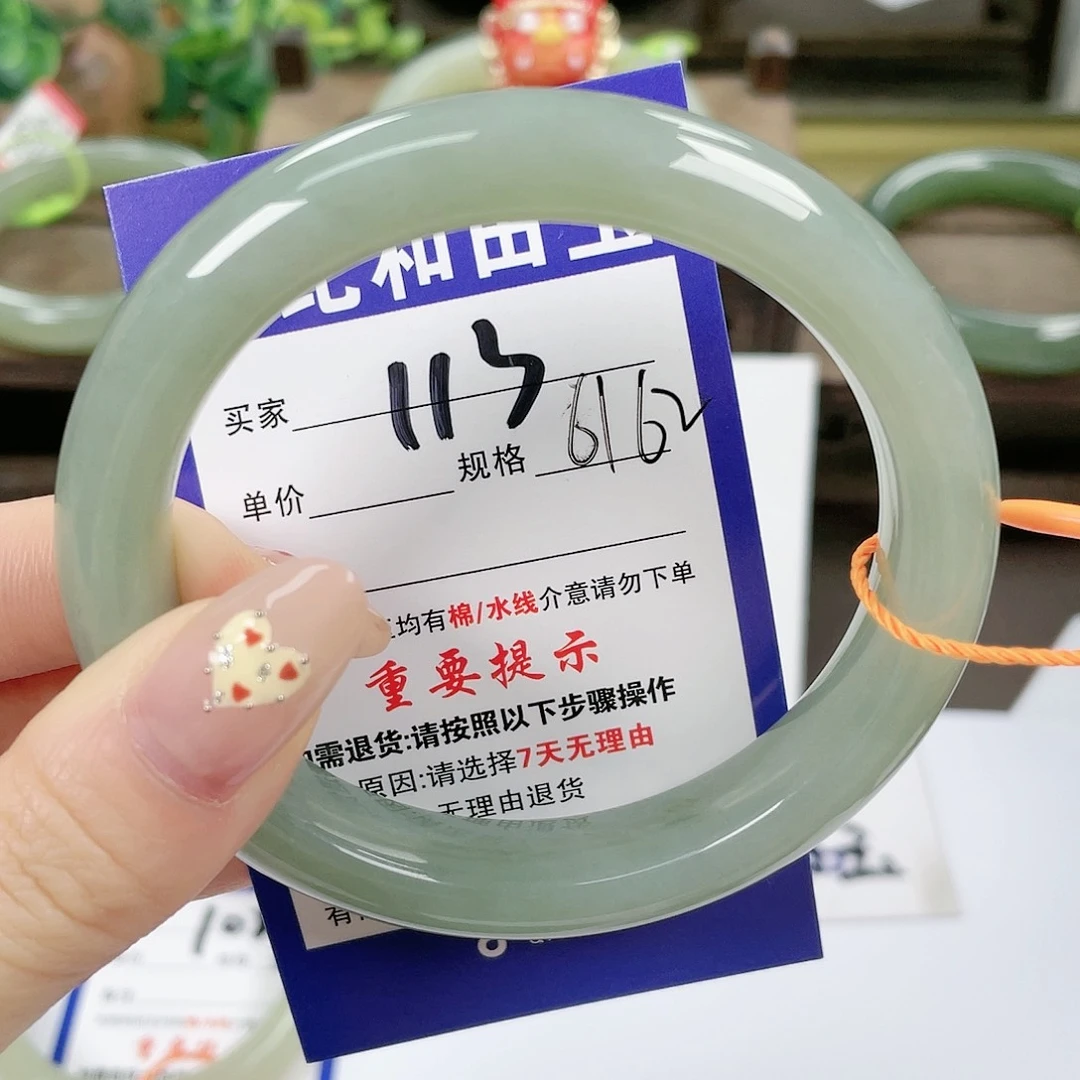 和田玉
115
买家
规格 6162
单价
均有棉/水线介意请勿下单
重要提示
需退货:请按照以下步骤操作
原因:请选择7天无理由
无理由退货
有